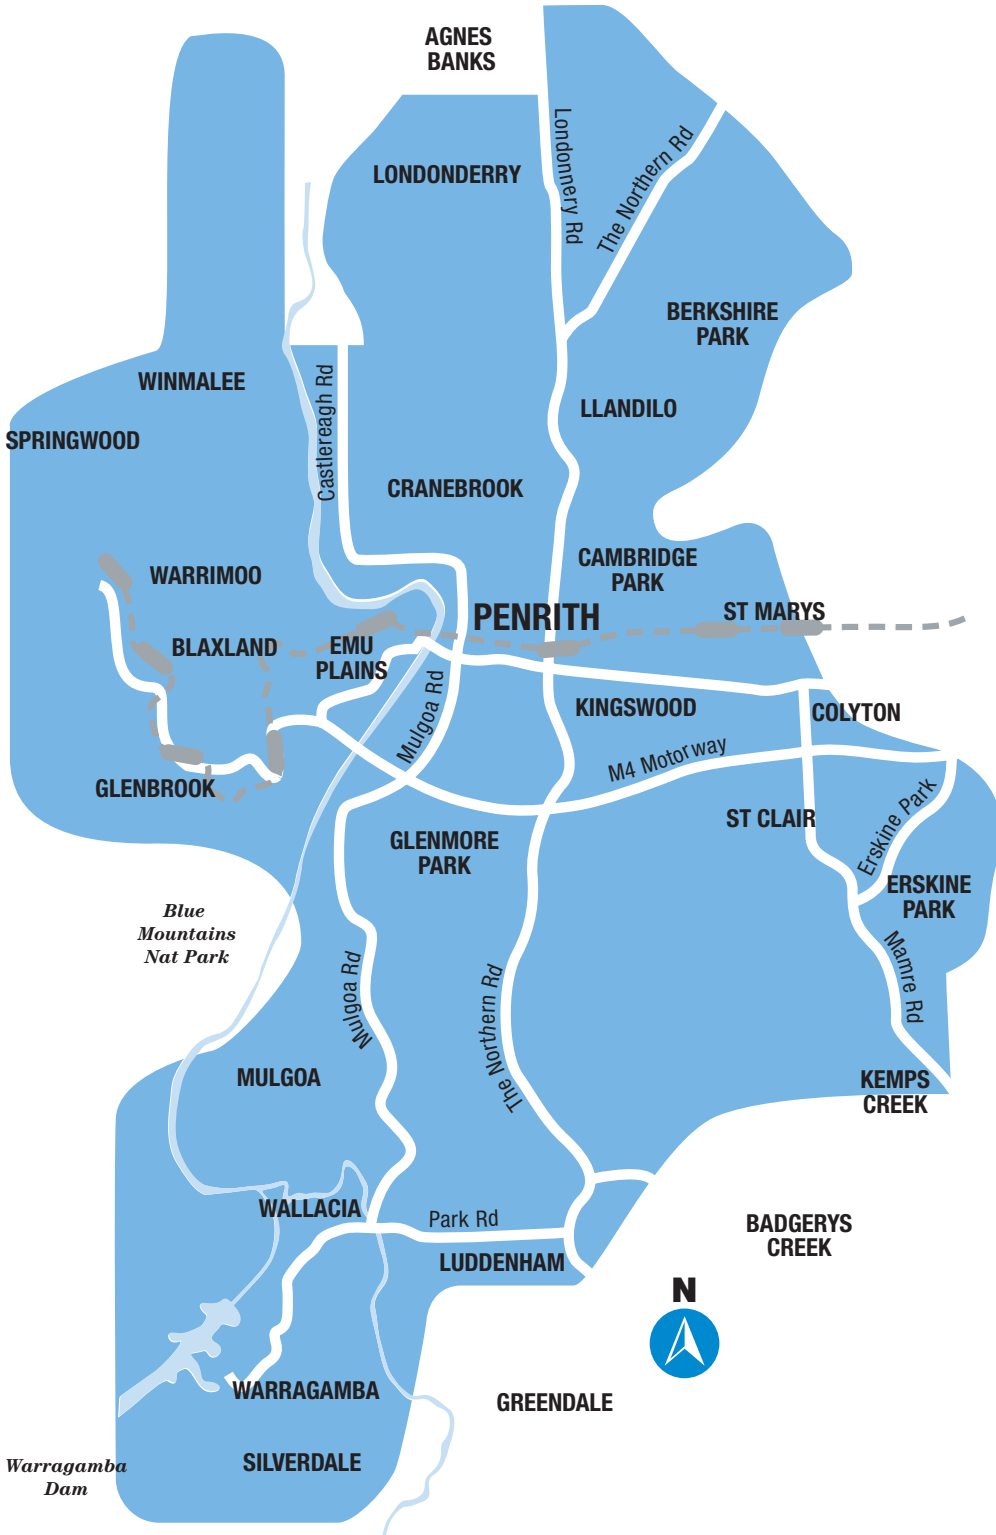 AGNES
BANKS
Londonnery Rd
The Northern Rd
LONDONDERRY
BERKSHIRE
PARK
WINMALEE
Castlereagh Rd
LLANDILO
SPRINGWOOD
CRANEBROOK
CAMBRIDGE
PARK
WARRIMOO
PENRITH
ST MARYS
BLAXLAND
EMU
PLAINS
Mulgoa Rd
KINGSWOOD
COLYTON
M4 Motorway
GLENBROOK
ST CLAIR
Erskine Park
GLENMORE
PARK
ERSKINE
PARK
Blue
Mountains
Nat Park
Mulgoa Rd
The Northern Rd
Mamre Rd
MULGOA
KEMPS
CREEK
WALLACIA
Park Rd
BADGERYS
CREEK
LUDDENHAM
N
WARRAGAMBA
GREENDALE
SILVERDALE
Warragamba
Dam